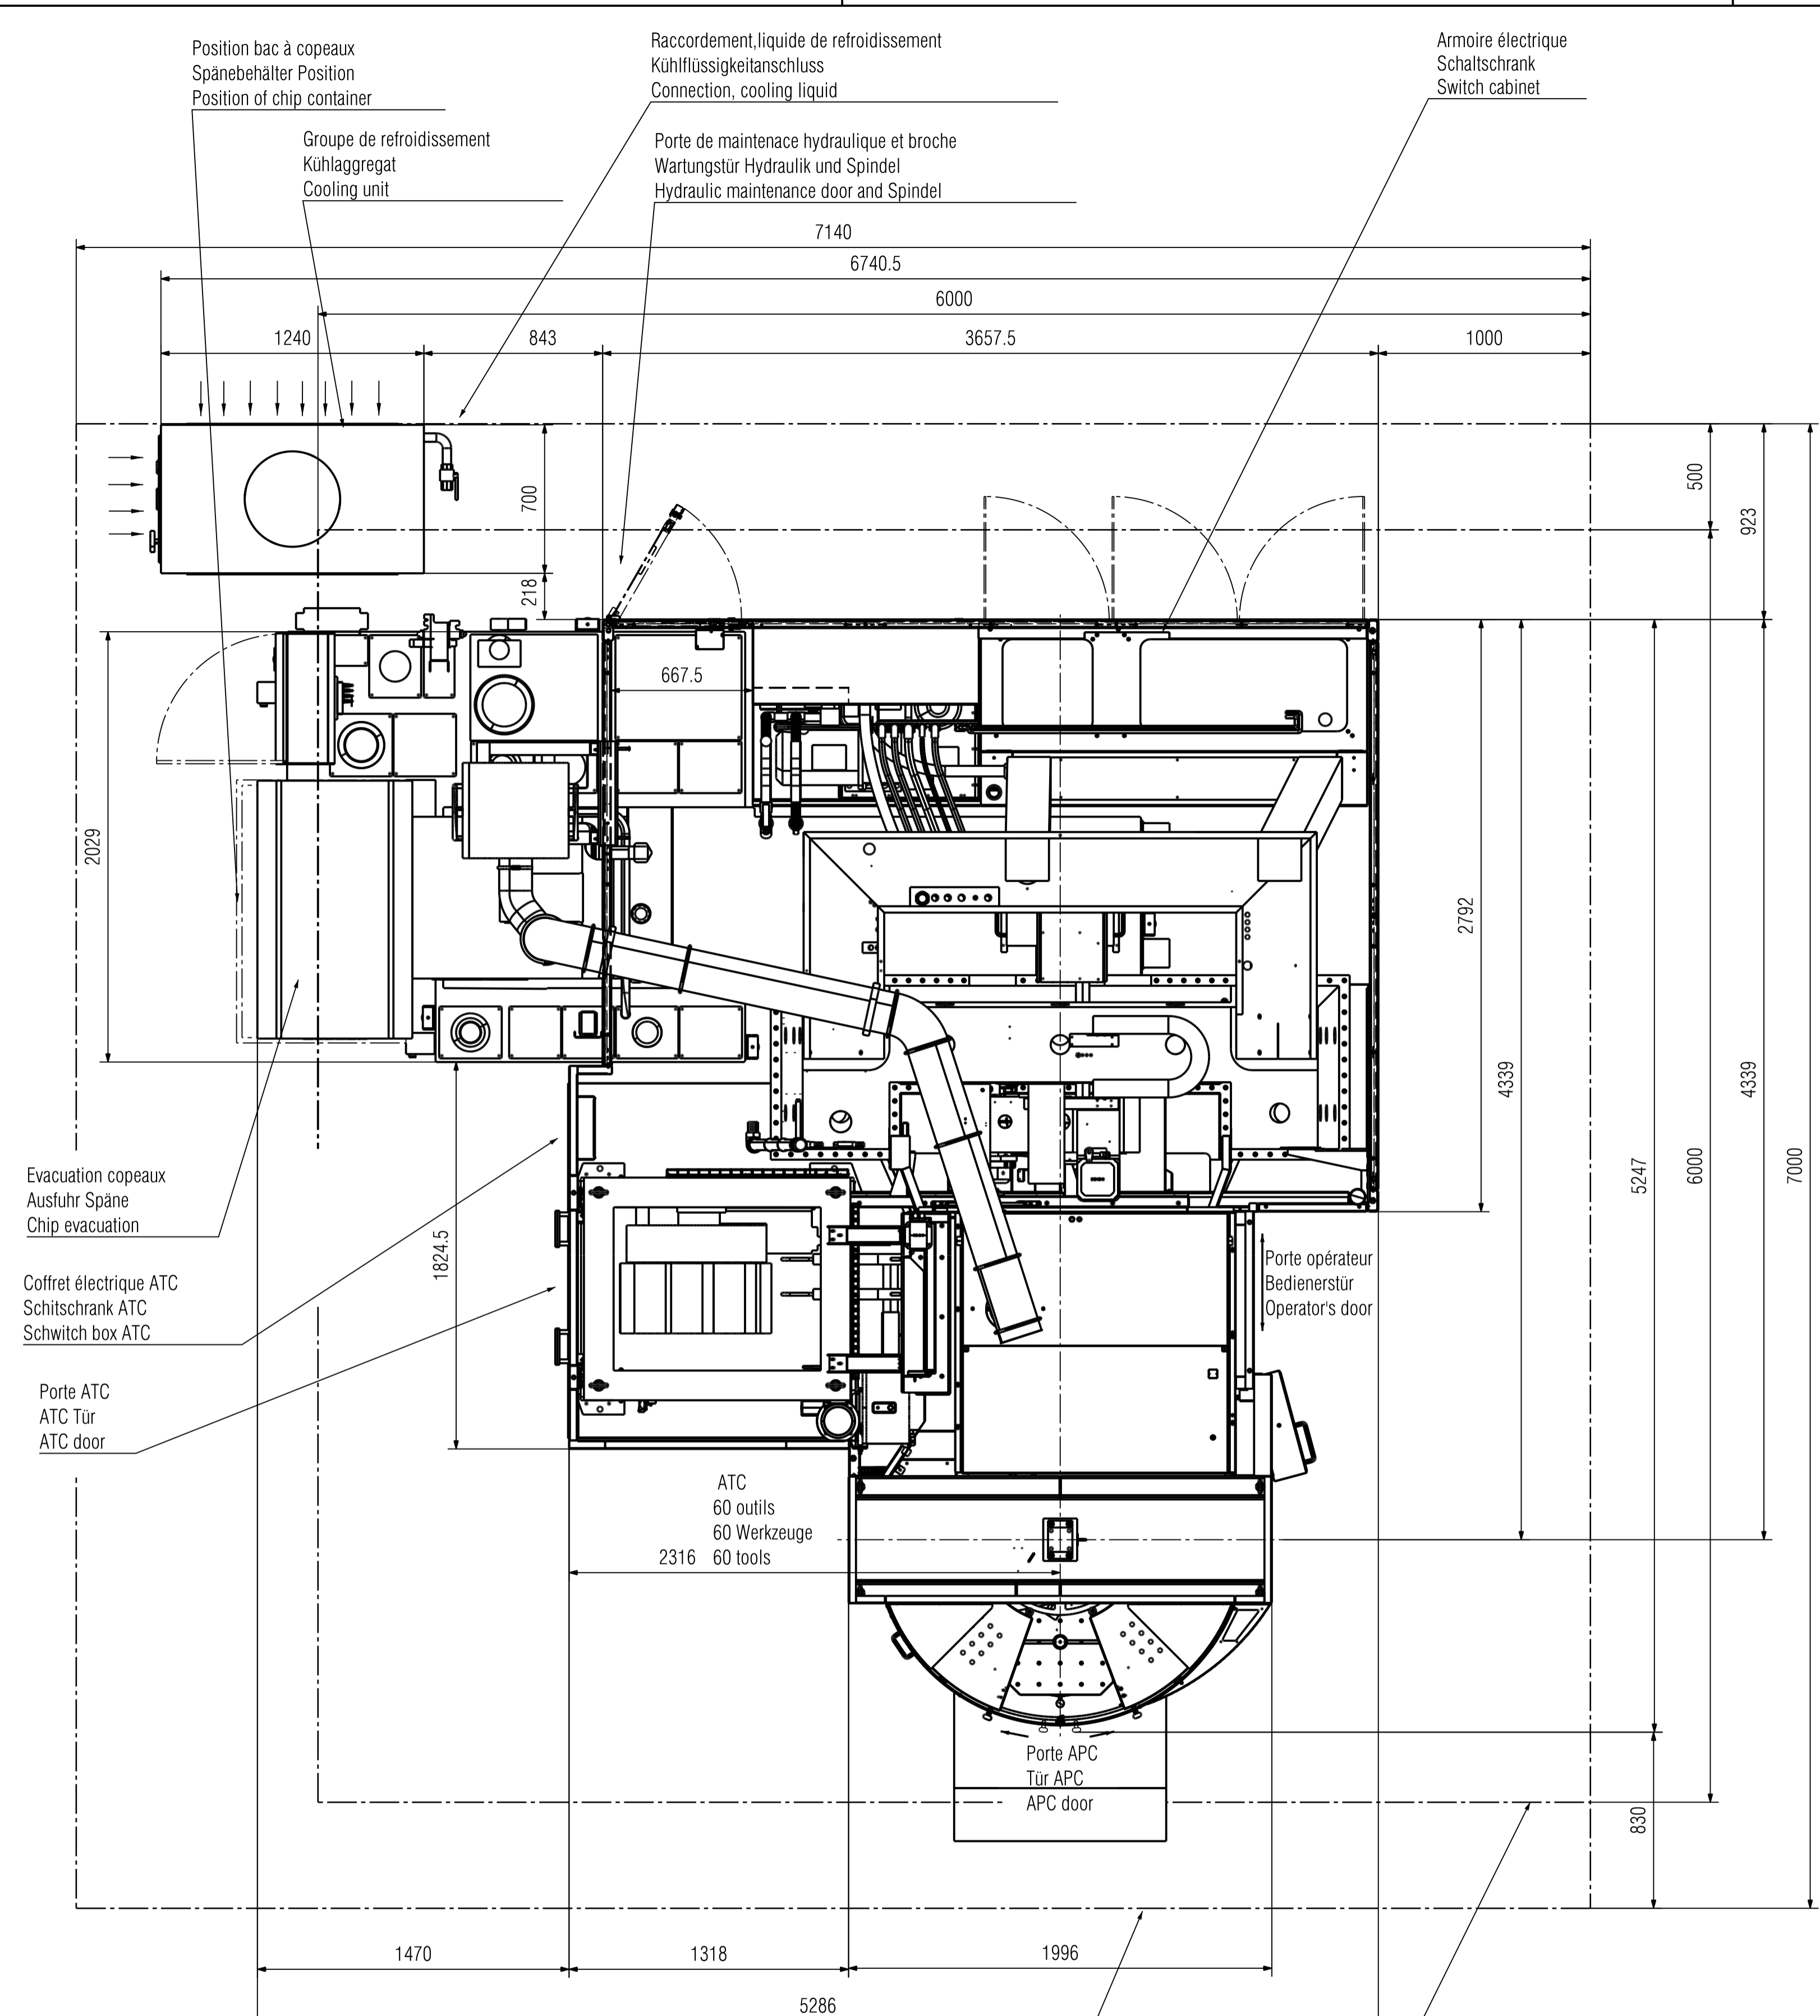 Position bac à copeaux
Spänebehälter Position
Position of chip container
Raccordement,liquide de refroidissement
Kühlflüssigkeitanschluss
Connection, cooling liquid
Armoire électrique
Schaltschrank
Switch cabinet
Groupe de refroidissement
Kühlaggregat
Cooling unit
Porte de maintenace hydraulique et broche
Wartungstür Hydraulik und Spindel
Hydraulic maintenance door and Spindel
7140
6740.5
6000
1240
843
3657.5
1000
700
500
923
218
667.5
2029
2792
4339
4339
5247
6000
7000
Evacuation copeaux
Ausfuhr Späne
Chip evacuation
1824.5
Porte opérateur
Bedienerstür
Operator's door
Coffret électrique ATC
Schitschrank ATC
Schwitch box ATC
Porte ATC
ATC Tür
ATC door
ATC
60 outils
60 Werkzeuge
2316 60 tools
Porte APC
Tür APC
APC door
830
1470
1318
1996
5286